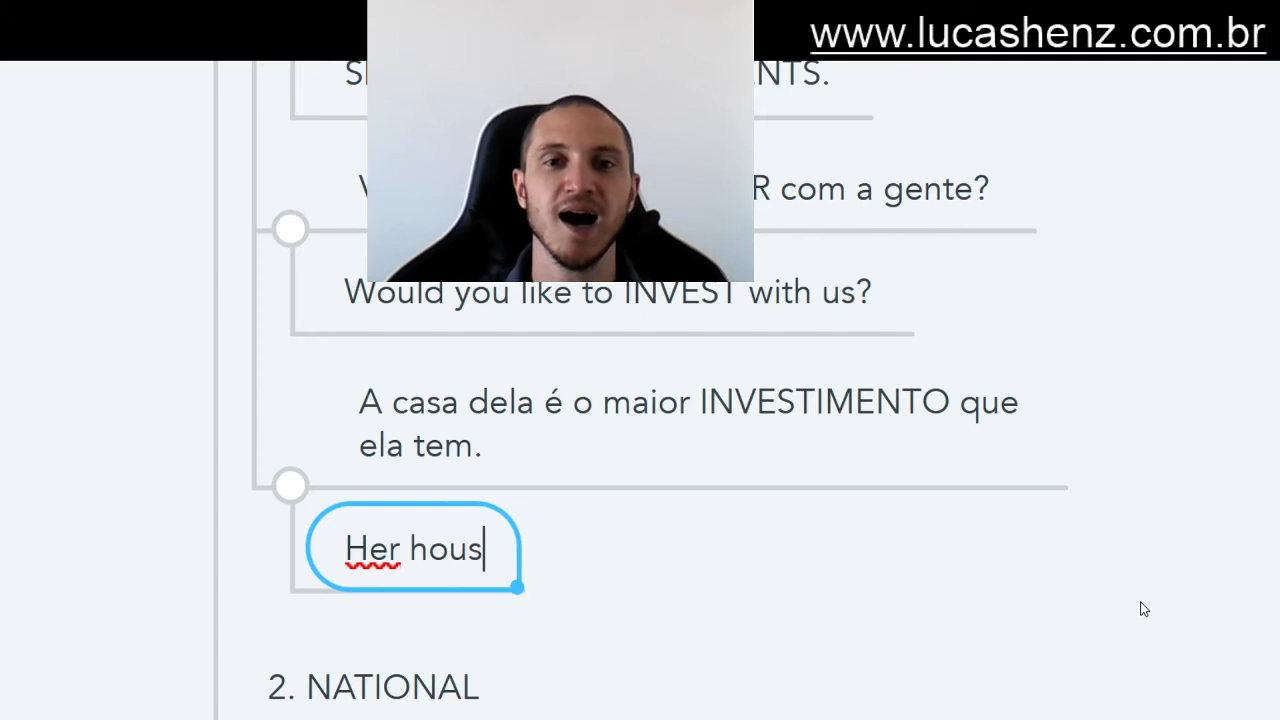 www.lucashenz.com.br
ENTS.
R com a gente?
Would you like to INVEST with us?
A casa dela é o maior INVESTIMENTO que
ela tem.
Her hous
2. NATIONAL